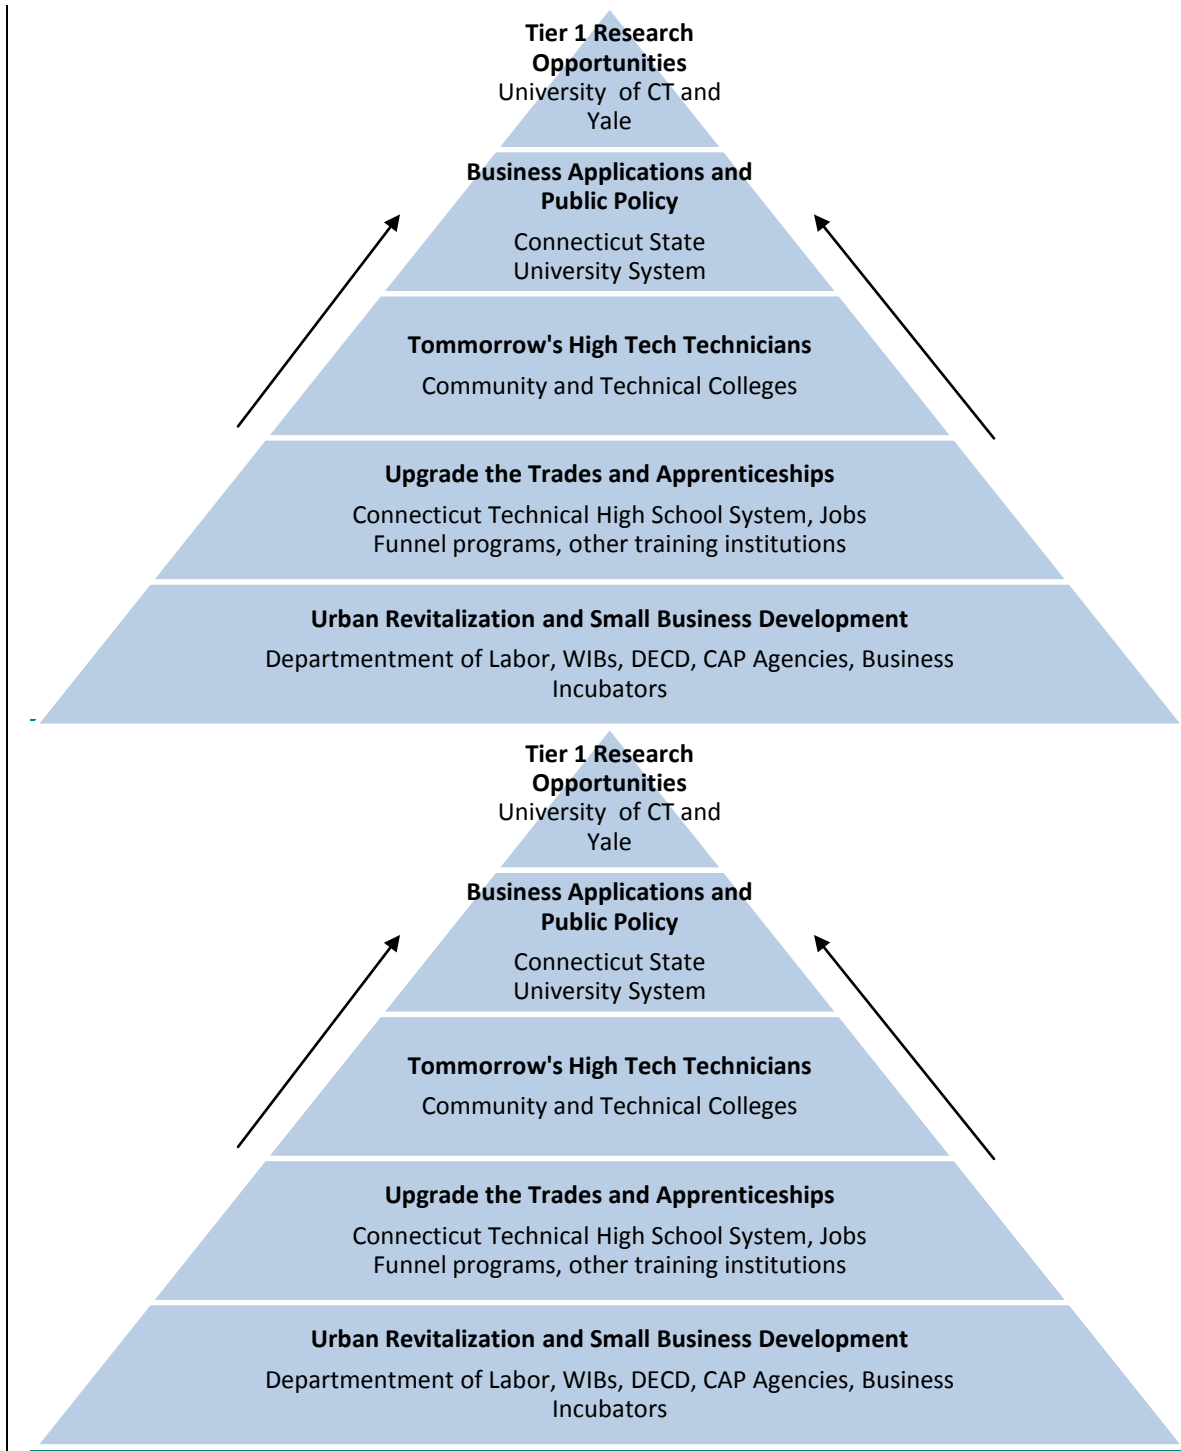 Tier 1 Research
Opportunities
University of CT and
Yale
Business Applications and
Public Policy
Connecticut State
University System
Tommorrow's High Tech Technicians
Community and Technical Colleges
Upgrade the Trades and Apprenticeships
Connecticut Technical High School System, Jobs
Funnel programs, other training institutions
Urban Revitalization and Small Business Development
Departmentment of Labor, WIBs, DECD, CAP Agencies, Business
Incubators
Tier 1 Research
Opportunities
University of CT and
Yale
Business Applications and
Public Policy
Connecticut State
University System
Tommorrow's High Tech Technicians
Community and Technical Colleges
Upgrade the Trades and Apprenticeships
Connecticut Technical High School System, Jobs
Funnel programs, other training institutions
Urban Revitalization and Small Business Development
Departmentment of Labor, WIBs, DECD, CAP Agencies, Business
Incubators